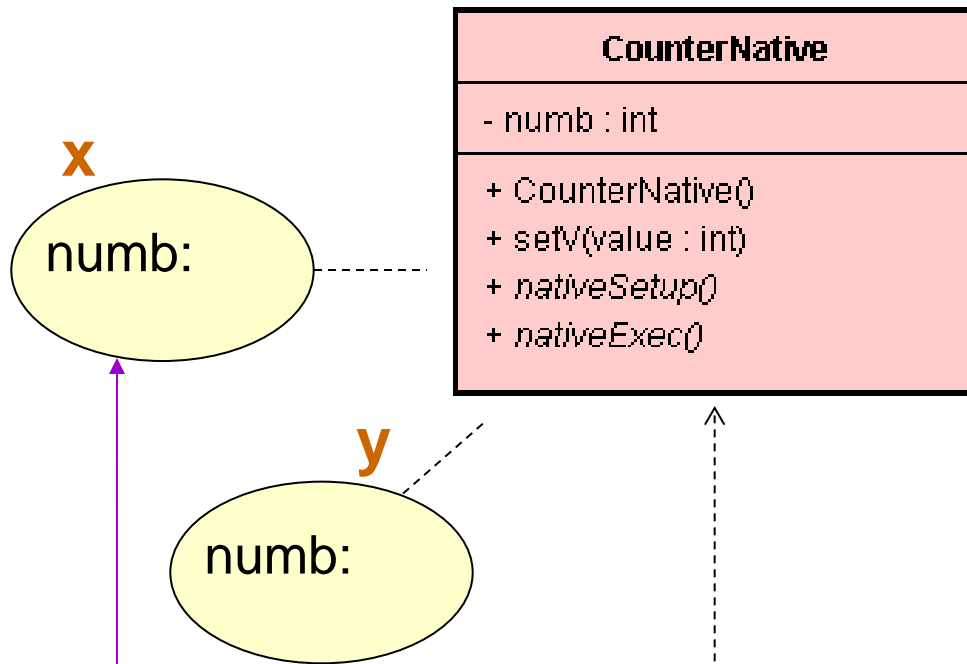 CounterNative
- numb : int
+ CounterNative()
+ setV(value : int)
+ nativeSetup()
+ nativeExec()
x
numb:
y
numb: